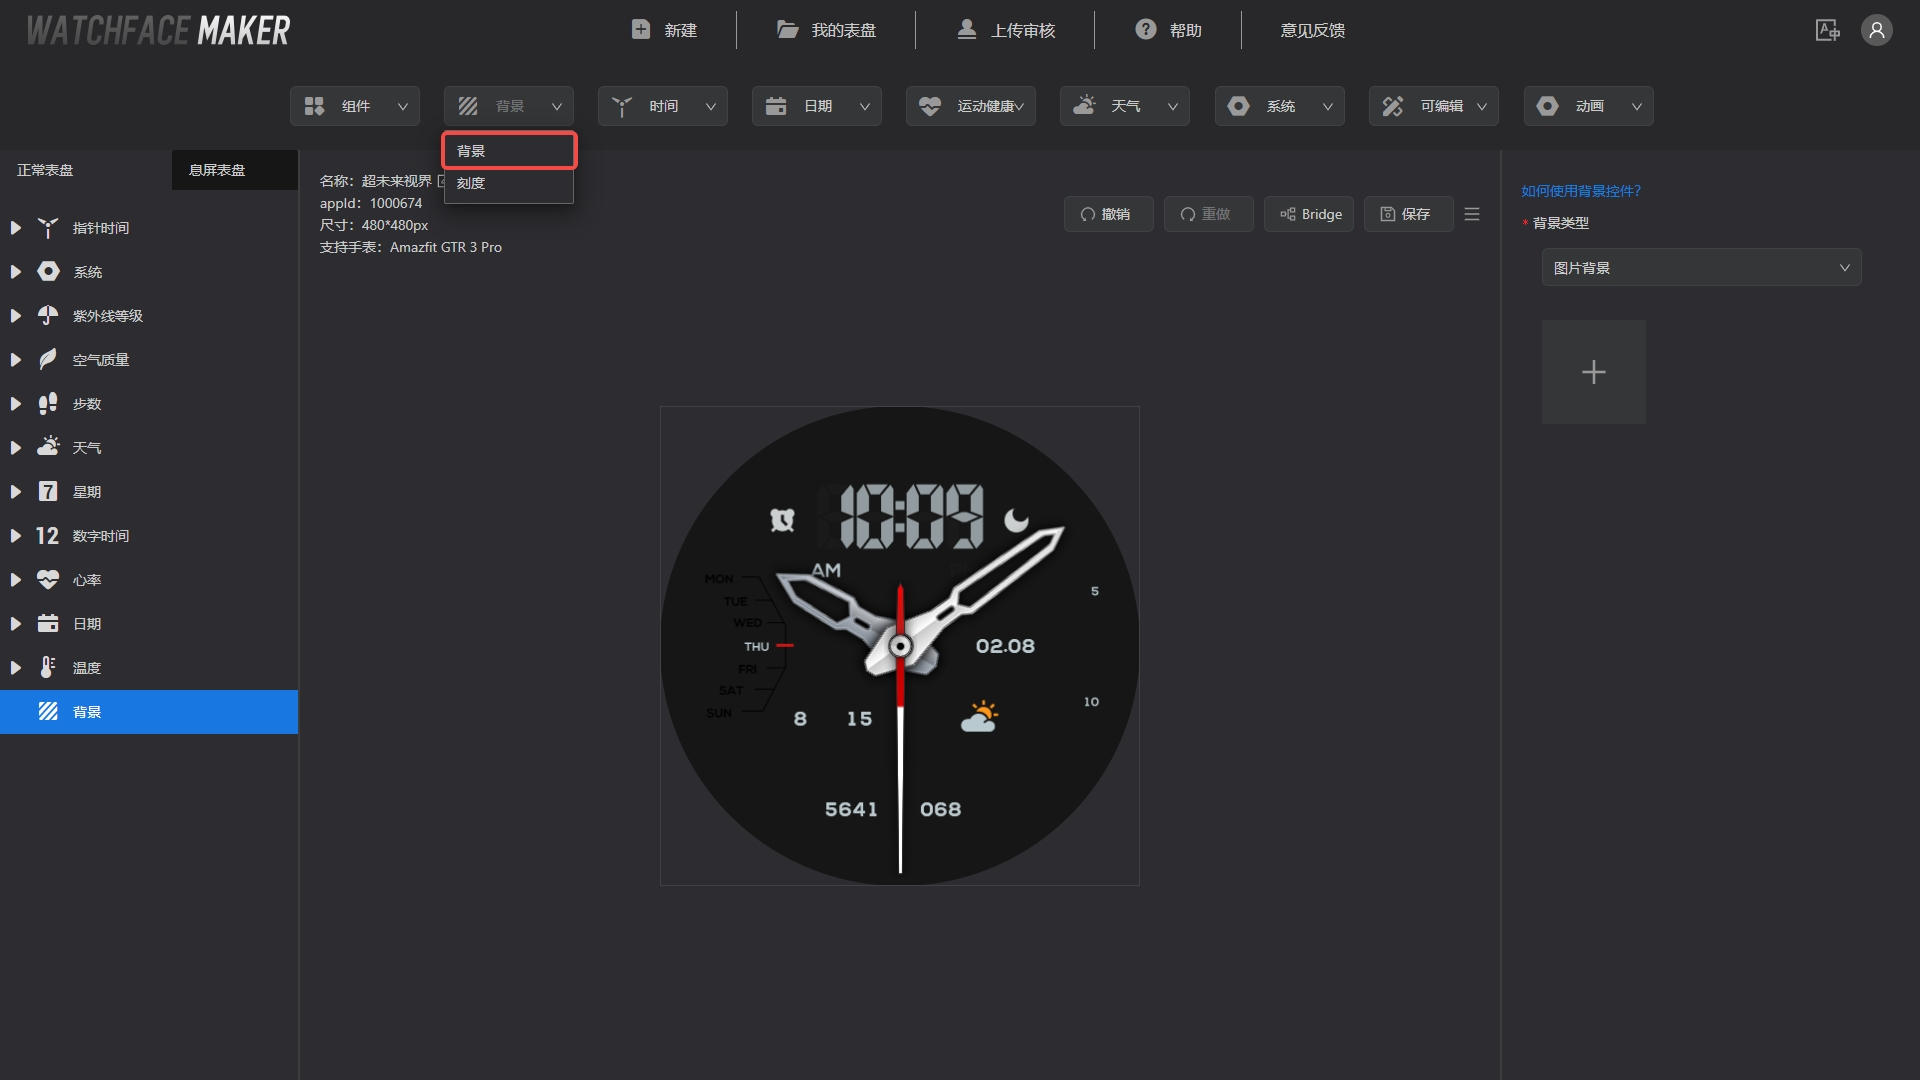 WATCHFACE MAKER
新建
我的表盘
上传审核
帮助
意见反馈
组件
背景
时间
日期
运动健康
天气
系统
可编辑
动画
背景
刻度
正常表盘
息屏表盘
指针时间
系统
紫外线等级
空气质量
步数
天气
7 星期
12 数字时间
心率
日期
温度
背景
名称：超未来视界
appId：1000674
尺寸：480*480px
支持手表：Amazfit GTR 3 Pro
撤销
重做
Bridge
保存
10:09
AM
MON
TUE
WED
THU
FRI
SAT
SUN
5
02.08
10
8 15
5641 068
如何使用背景控件?
* 背景类型
图片背景